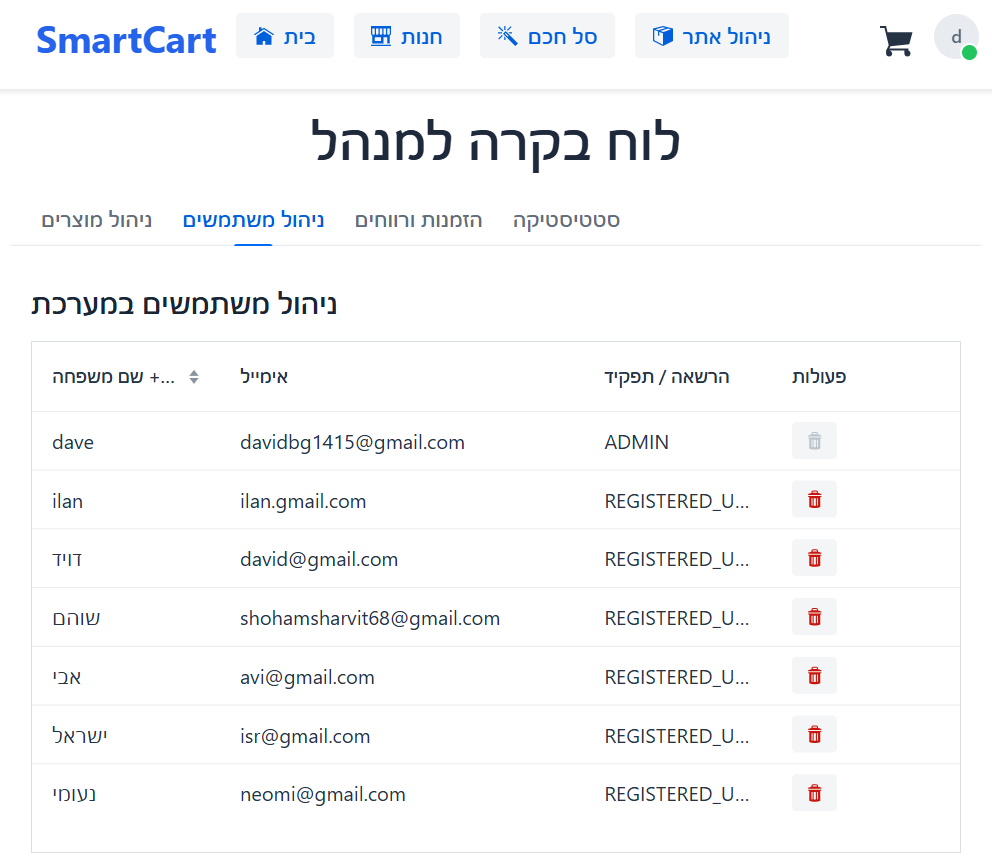 SmartCart בית חנות סל חכם ניהול אתר d
לוח בקרה למנהל
ניהול מוצרים ניהול משתמשים הזמנות ורווחים סטטיסטיקה
ניהול משתמשים במערכת
...+ שם משפחה אימייל הרשאה / תפקיד פעולות
dave davidbg1415@gmail.com ADMIN
ilan ilan.gmail.com REGISTERED_U...
דויד david@gmail.com REGISTERED_U...
שוהם shohamsharvit68@gmail.com REGISTERED_U...
אבי avi@gmail.com REGISTERED_U...
ישראל isr@gmail.com REGISTERED_U...
נעומי neomi@gmail.com REGISTERED_U...